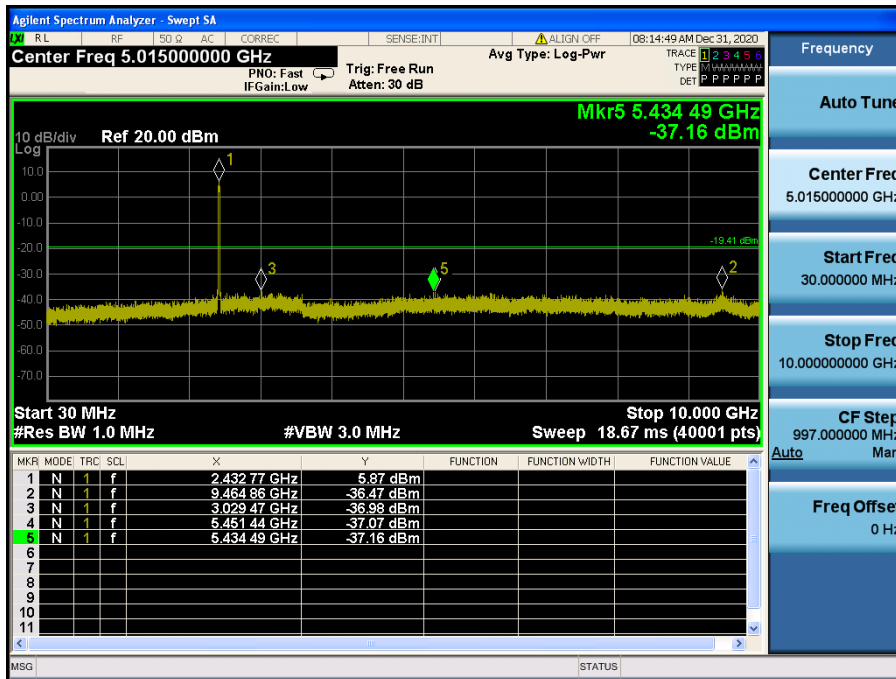 Agilent Spectrum Analyzer - Swept SA
LXI RL RF 50 Ω AC CORREC SENSE:INT ALIGN OFF 08:14:49 AM Dec 31, 2020
Center Freq 5.015000000 GHz
PNO: Fast
IFGain:Low
Trig: Free Run
Atten: 30 dB
Avg Type: Log-Pwr
TRACE 1 2 3 4 5 6
TYPE M WWWWW
DET P P P P P P
Mkr5 5.434 49 GHz
-37.16 dBm
10 dB/div Ref 20.00 dBm
Log
10.0
0.00
-10.0
-20.0
-30.0
-40.0
-50.0
-60.0
-70.0
1
3
5
2
-19.41 dBm
Start 30 MHz Stop 10.000 GHz
#Res BW 1.0 MHz #VBW 3.0 MHz Sweep 18.67 ms (40001 pts)
MKR MODE TRC SCL X Y FUNCTION FUNCTION WIDTH FUNCTION VALUE
1 N 1 f 2.432 77 GHz 5.87 dBm
2 N 1 f 9.464 86 GHz -36.47 dBm
3 N 1 f 3.029 47 GHz -36.98 dBm
4 N 1 f 5.451 44 GHz -37.07 dBm
5 N 1 f 5.434 49 GHz -37.16 dBm
6
7
8
9
10
11
MSG STATUS
Frequency
Auto Tune
Center Freq
5.015000000 GHz
Start Freq
30.000000 MHz
Stop Freq
10.000000000 GHz
CF Step
997.000000 MHz
Auto Man
Freq Offset
0 Hz